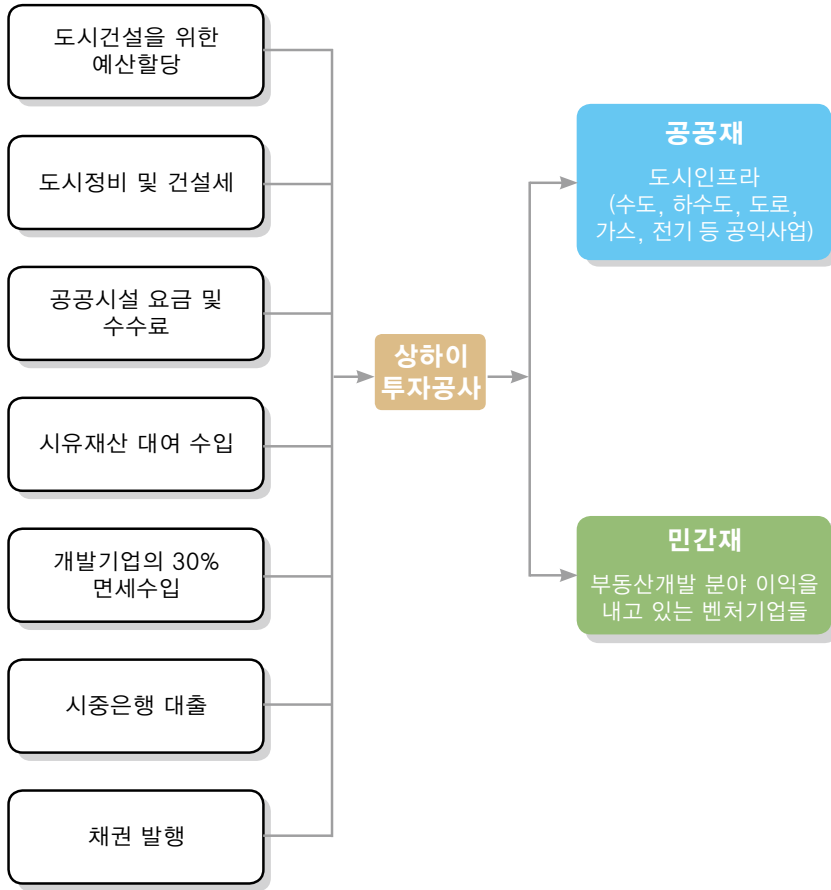 도시건설을 위한
예산할당
도시정비 및 건설세
공공시설 요금 및
수수료
시유재산 대여 수입
개발기업의 30%
면세수입
시중은행 대출
채권 발행
상하이
투자공사
공공재
도시인프라
(수도, 하수도, 도로,
가스, 전기 등 공익사업)
민간재
부동산개발 분야 이익을
내고 있는 벤처기업들